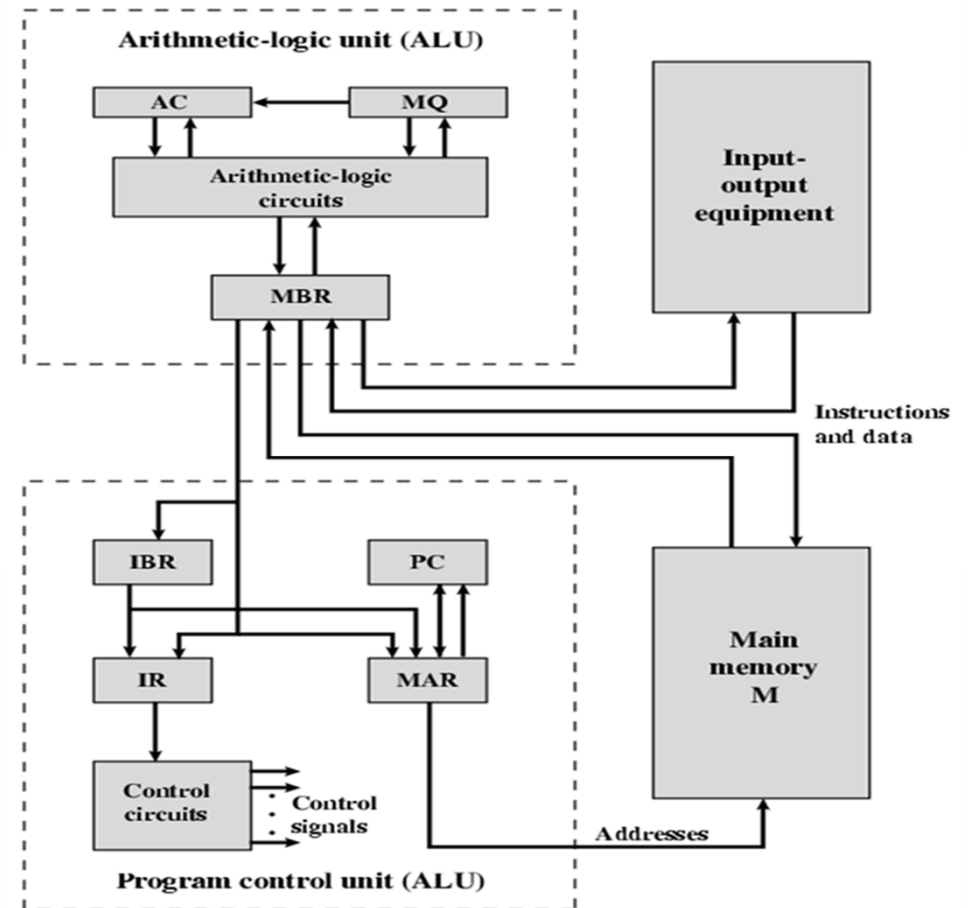 Arithmetic-logic unit (ALU)
AC
MQ
Arithmetic-logic
circuits
MBR
Input-
output
equipment
Instructions
and data
IBR
PC
IR
MAR
Main
memory
M
Control
circuits
Control
signals
Addresses
Program control unit (ALU)